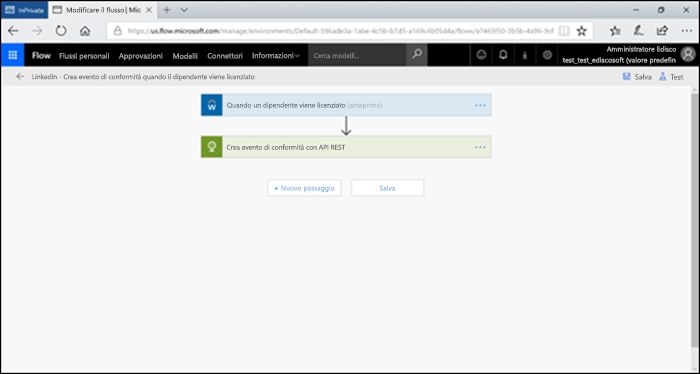 InPrivate
Modificare il flusso | Mic
https://us.flow.microsoft.com/manage/environments/Default-596ade3a-1abe-4c5b-b7d5-a169c6b05d4a/flows/a7465f50-3b5b-4a96-9cf
Flow Flussi personali Approvazioni Modelli Connettori Informazioni Cerca modelli...
Amministratore Edisco
test_test_ediscosoft (valore predefin
LinkedIn - Crea evento di conformità quando il dipendente viene licenziato
Salva Test
Quando un dipendente viene licenziato (anteprima)
Crea evento di conformità con API REST
+ Nuovo passaggio Salva